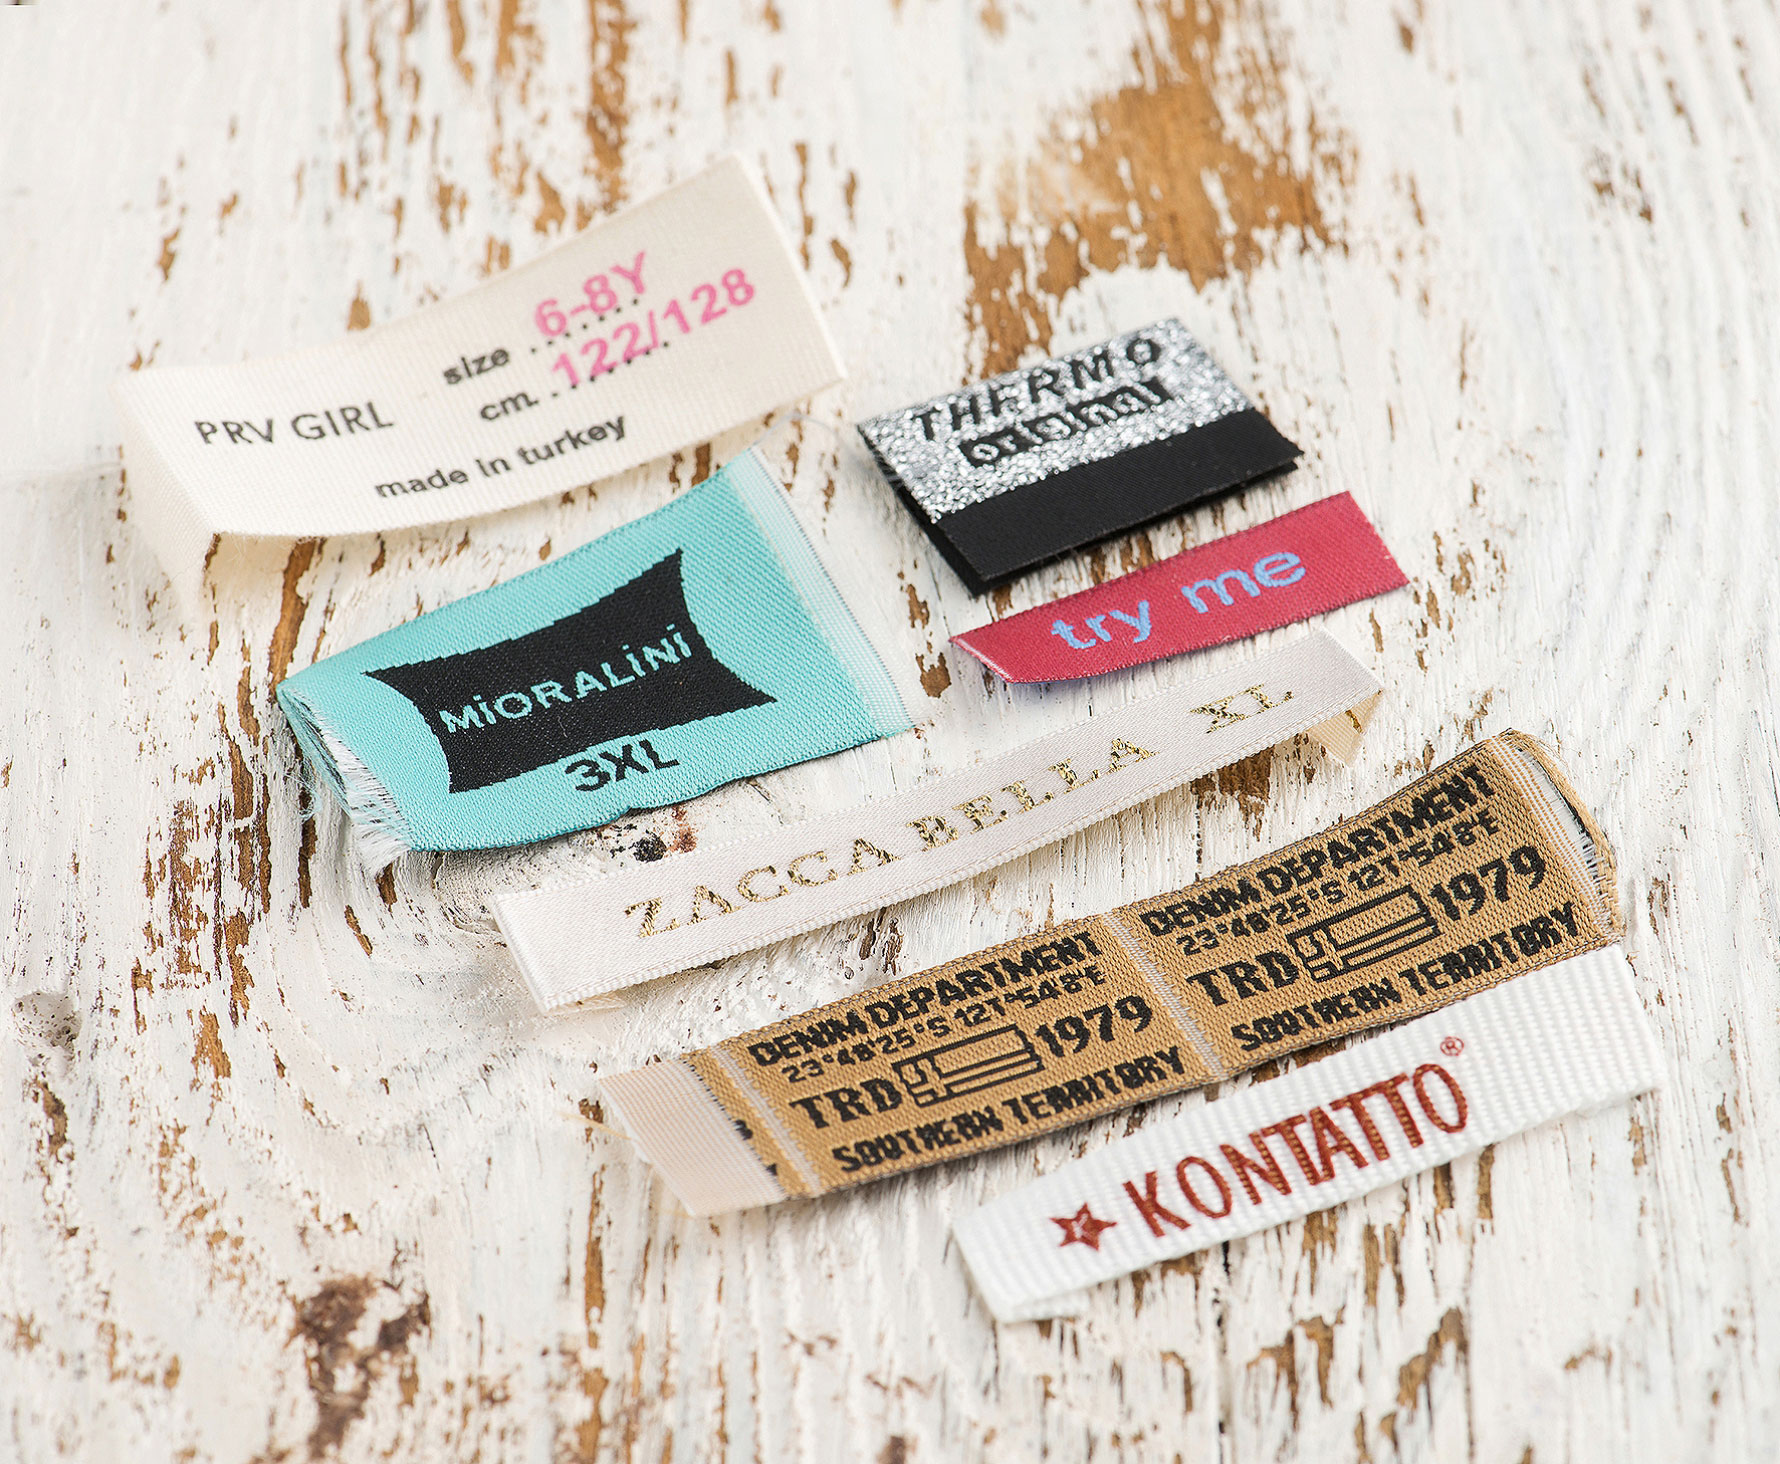 PRV GIRL
size 6-8Y
cm. 122/128
made in turkey
THERMO
original
MiORALiNi
3XL
try me
ZACCA BELLA XL
DENIM DEPARTMENT
23°48'25"S 121°54'8"E
TRD 1979
SOUTHERN TERRITORY
DENIM DEPARTMENT
23°48'25"S 121°54'8"E
TRD 1979
SOUTHERN TERRITORY
KONTATTO®